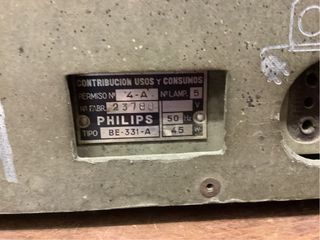 CONTRIBUCION USOS Y CONSUMOS
PERMISO Nº 4-A Nº LAMP. 5
Nº FABR. 23780 V
PHILIPS 50 Hz
TIPO BE-331-A 45 W